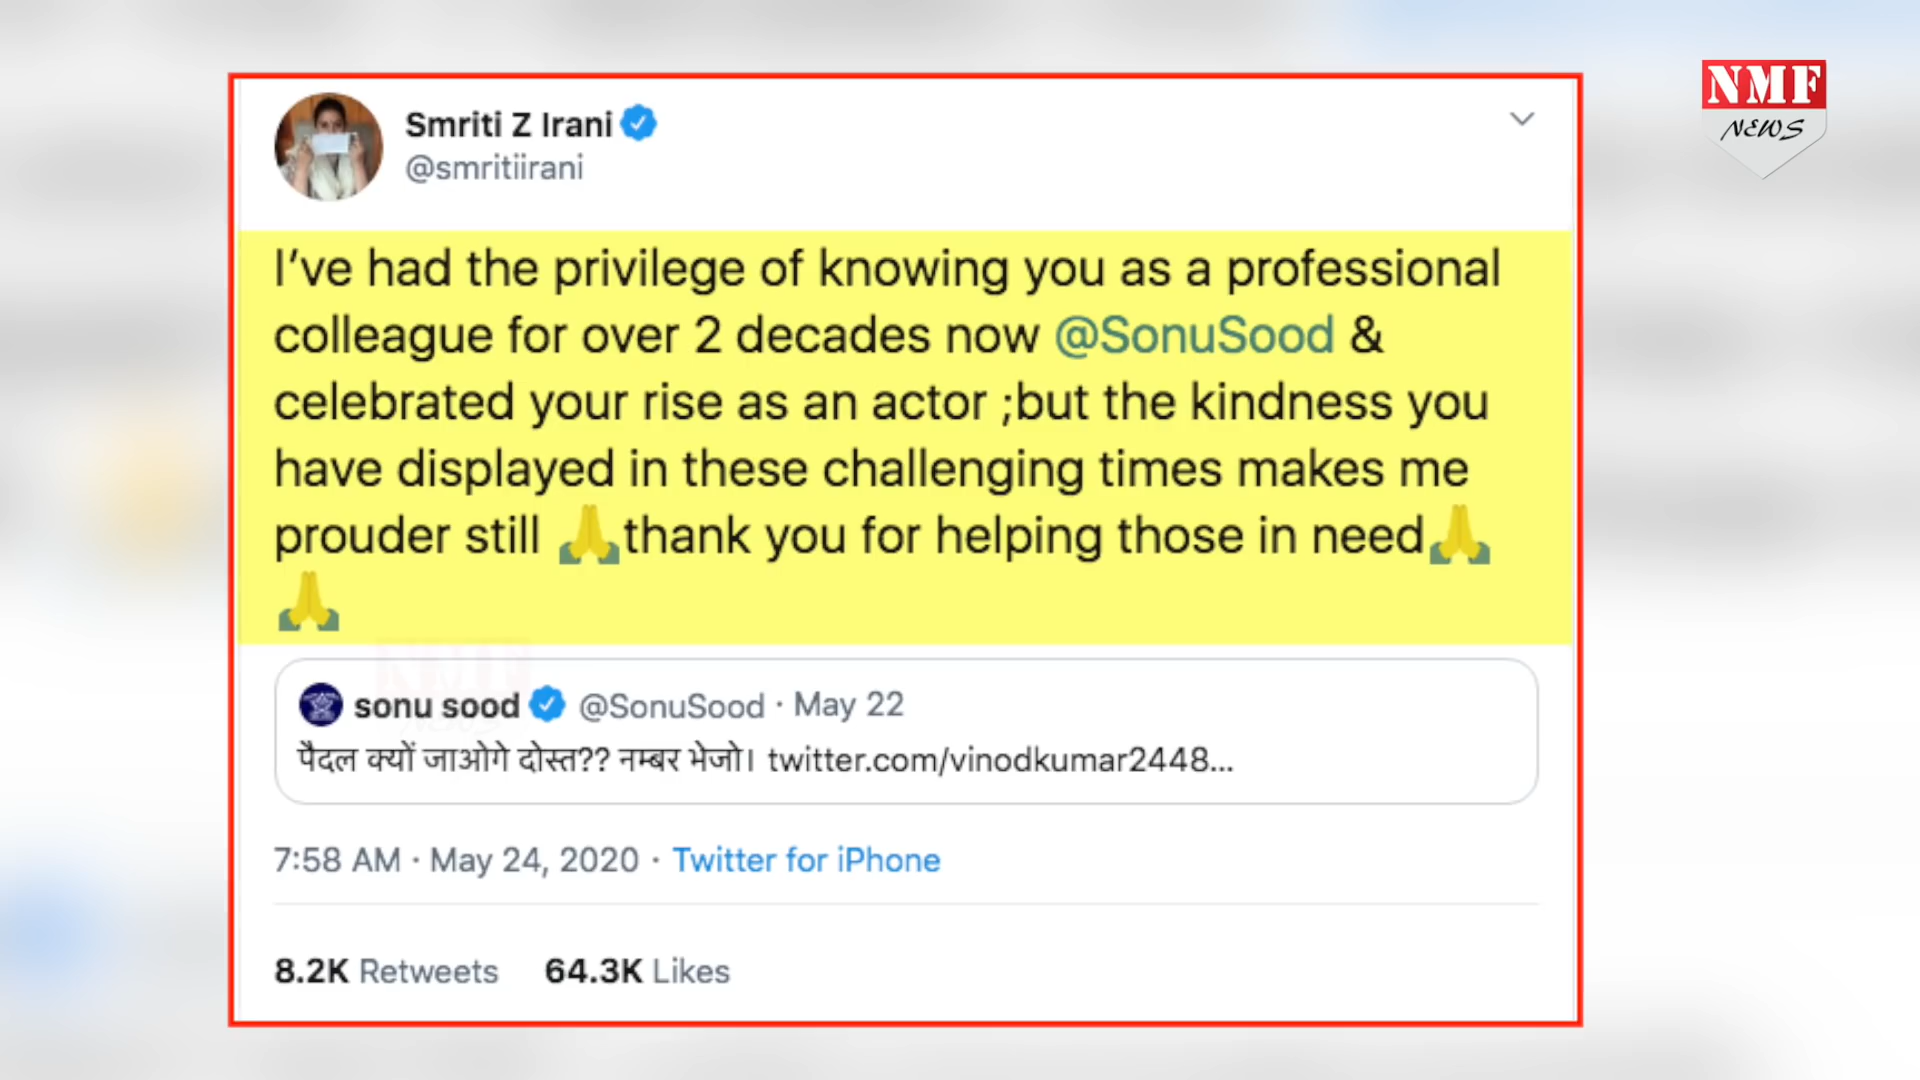 NMF
NEWS
Smriti Z Irani
@smritiirani
I've had the privilege of knowing you as a professional
colleague for over 2 decades now @SonuSood &
celebrated your rise as an actor ;but the kindness you
have displayed in these challenging times makes me
prouder still 🙏thank you for helping those in need🙏
🙏
sonu sood @SonuSood · May 22
पैदल क्यों जाओगे दोस्त?? नम्बर भेजो। twitter.com/vinodkumar2448...
7:58 AM · May 24, 2020 · Twitter for iPhone
8.2K Retweets 64.3K Likes